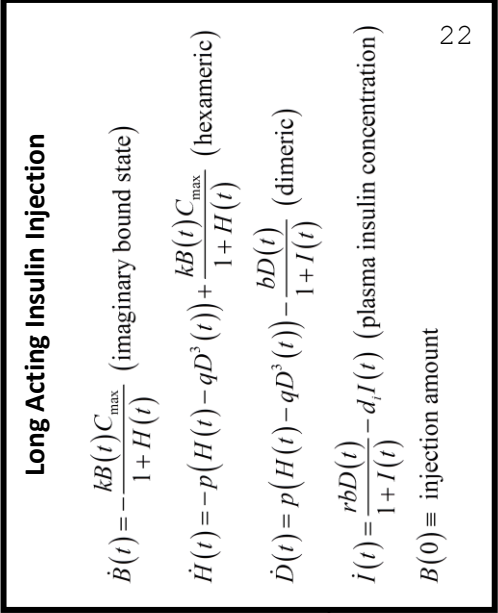 Long Acting Insulin Injection
Ḃ(t) = −kB(t)C_max / (1 + H(t)) (imaginary bound state)
Ḣ(t) = −p(H(t) − qD³(t)) + kB(t)C_max / (1 + H(t)) (hexameric)
Ḋ(t) = p(H(t) − qD³(t)) − bD(t) / (1 + I(t)) (dimeric)
İ(t) = rbD(t) / (1 + I(t)) − d_i I(t) (plasma insulin concentration)
B(0) ≡ injection amount
22